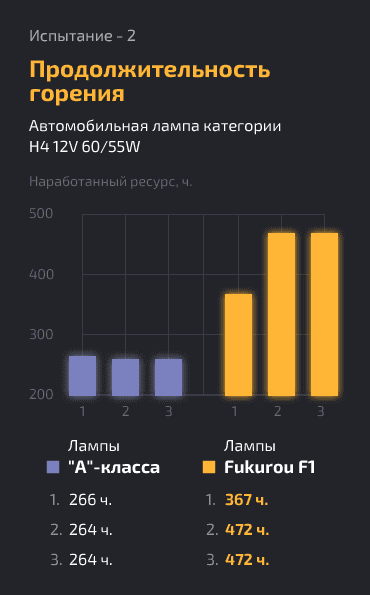 Испытание - 2
Продолжительность
горения
Автомобильная лампа категории
H4 12V 60/55W
Наработанный ресурс, ч.
500
400
300
200
1 2 3 1 2 3
Лампы Лампы
"А"-класса Fukurou F1
1. 266 ч. 1. 367 ч.
2. 264 ч. 2. 472 ч.
3. 264 ч. 3. 472 ч.